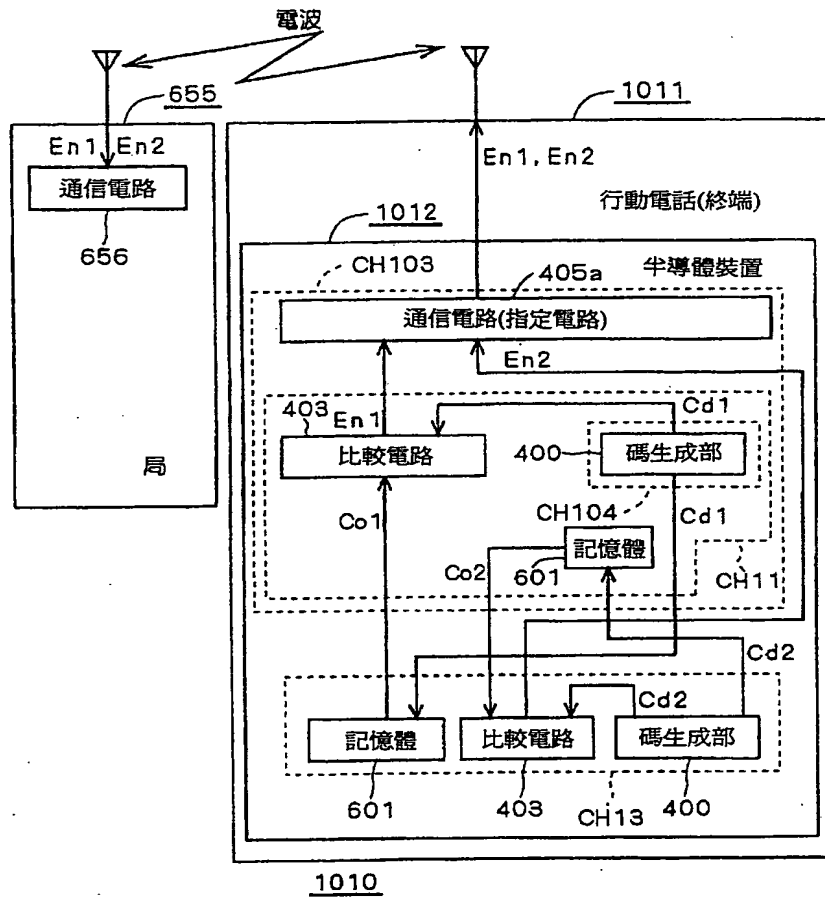 電波
655
1011
En1 En2
通信電路
656
局
En1, En2
行動電話(終端)
1012
半導體裝置
CH103
405a
通信電路(指定電路)
En2
403
En1
Cd1
比較電路
400
碼生成部
CH104
Cd1
Co1
記憶體
601
Co2
CH11
Cd2
Cd2
記憶體
比較電路
碼生成部
601
403
400
CH13
1010